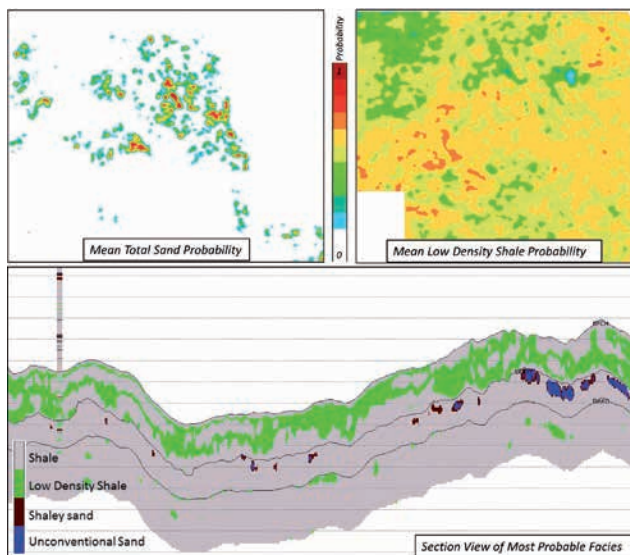 Probability
1
0
Mean Total Sand Probability
Mean Low Density Shale Probability
Shale
Low Density Shale
Shaley sand
Unconventional Sand
Section View of Most Probable Facies